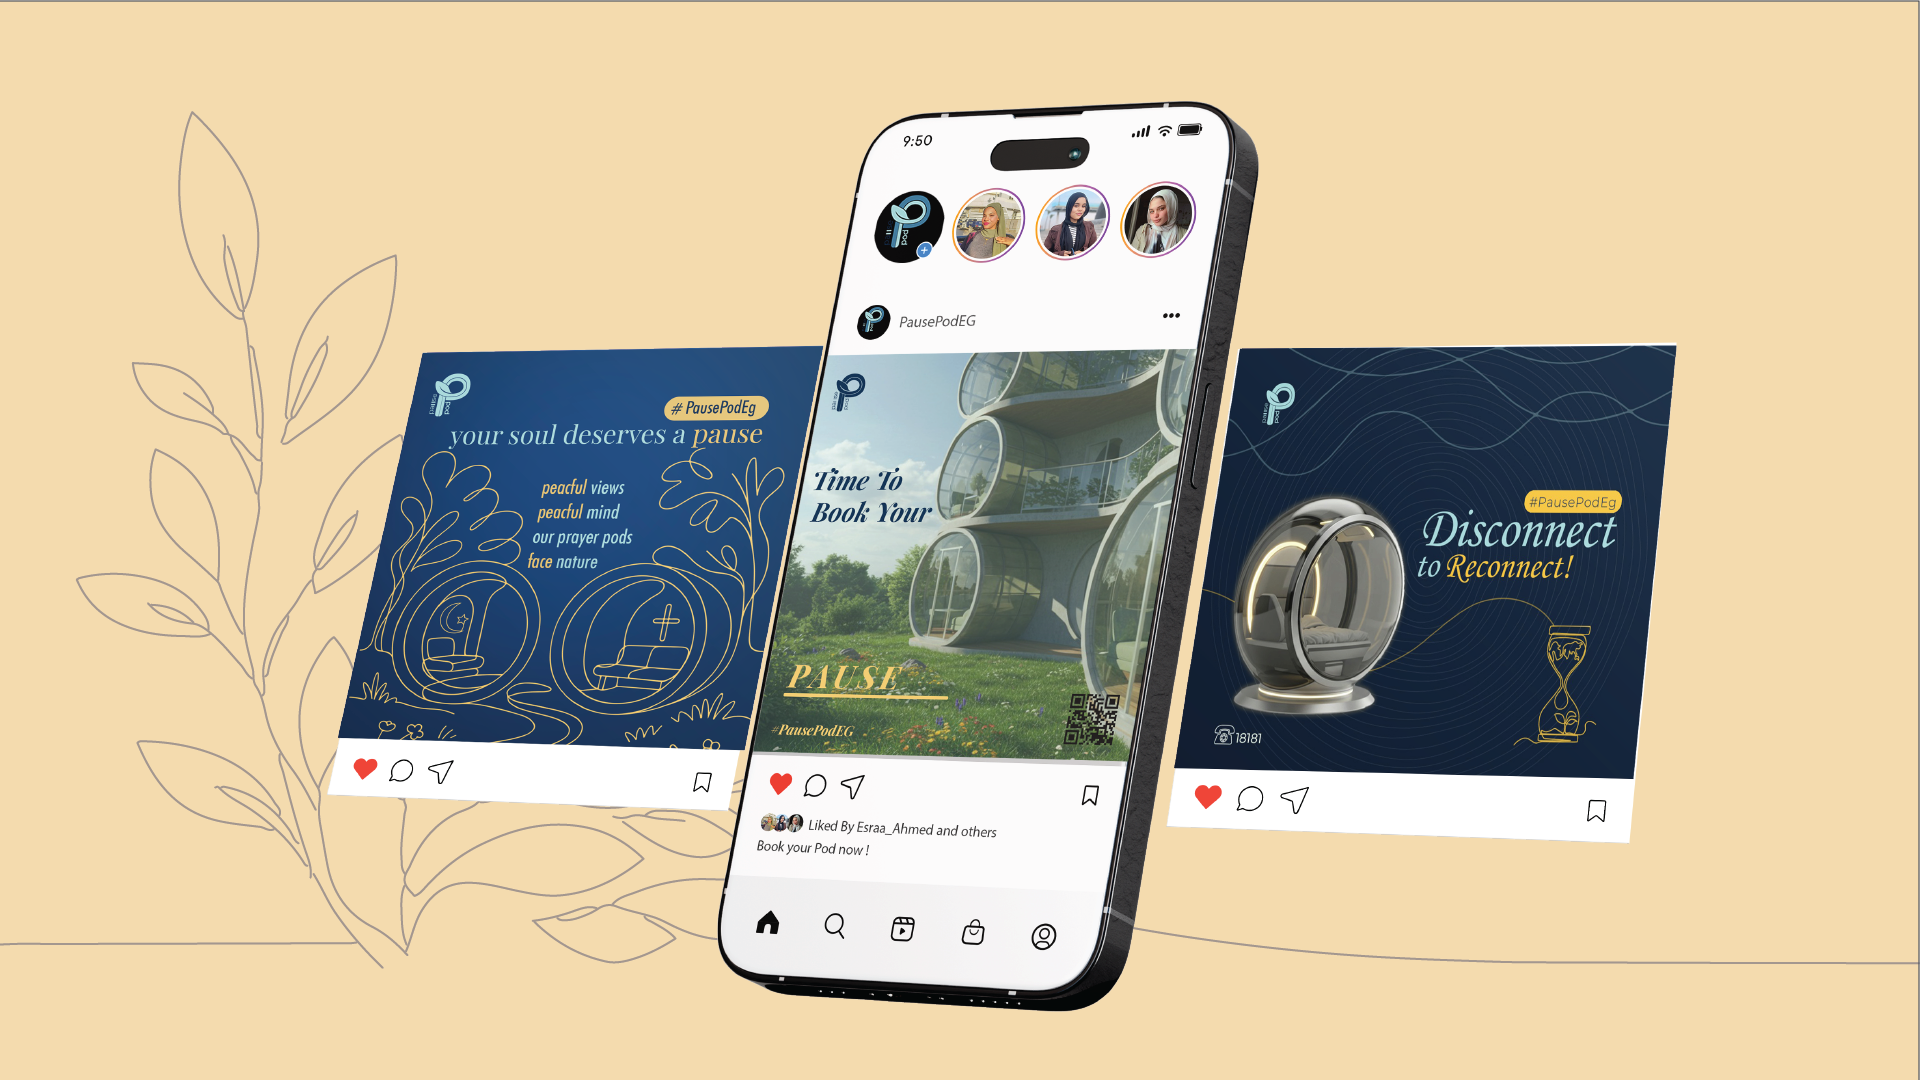 # PausePodEg
your soul deserves a pause
peacful views
peacful mind
our prayer pods
face nature
9:50
pod
PausePodEG
Time To
Book Your
PAUSE
#PausePodEG
Liked By Esraa_Ahmed and others
Book your Pod now !
#PausePodEg
Disconnect
to Reconnect!
18181